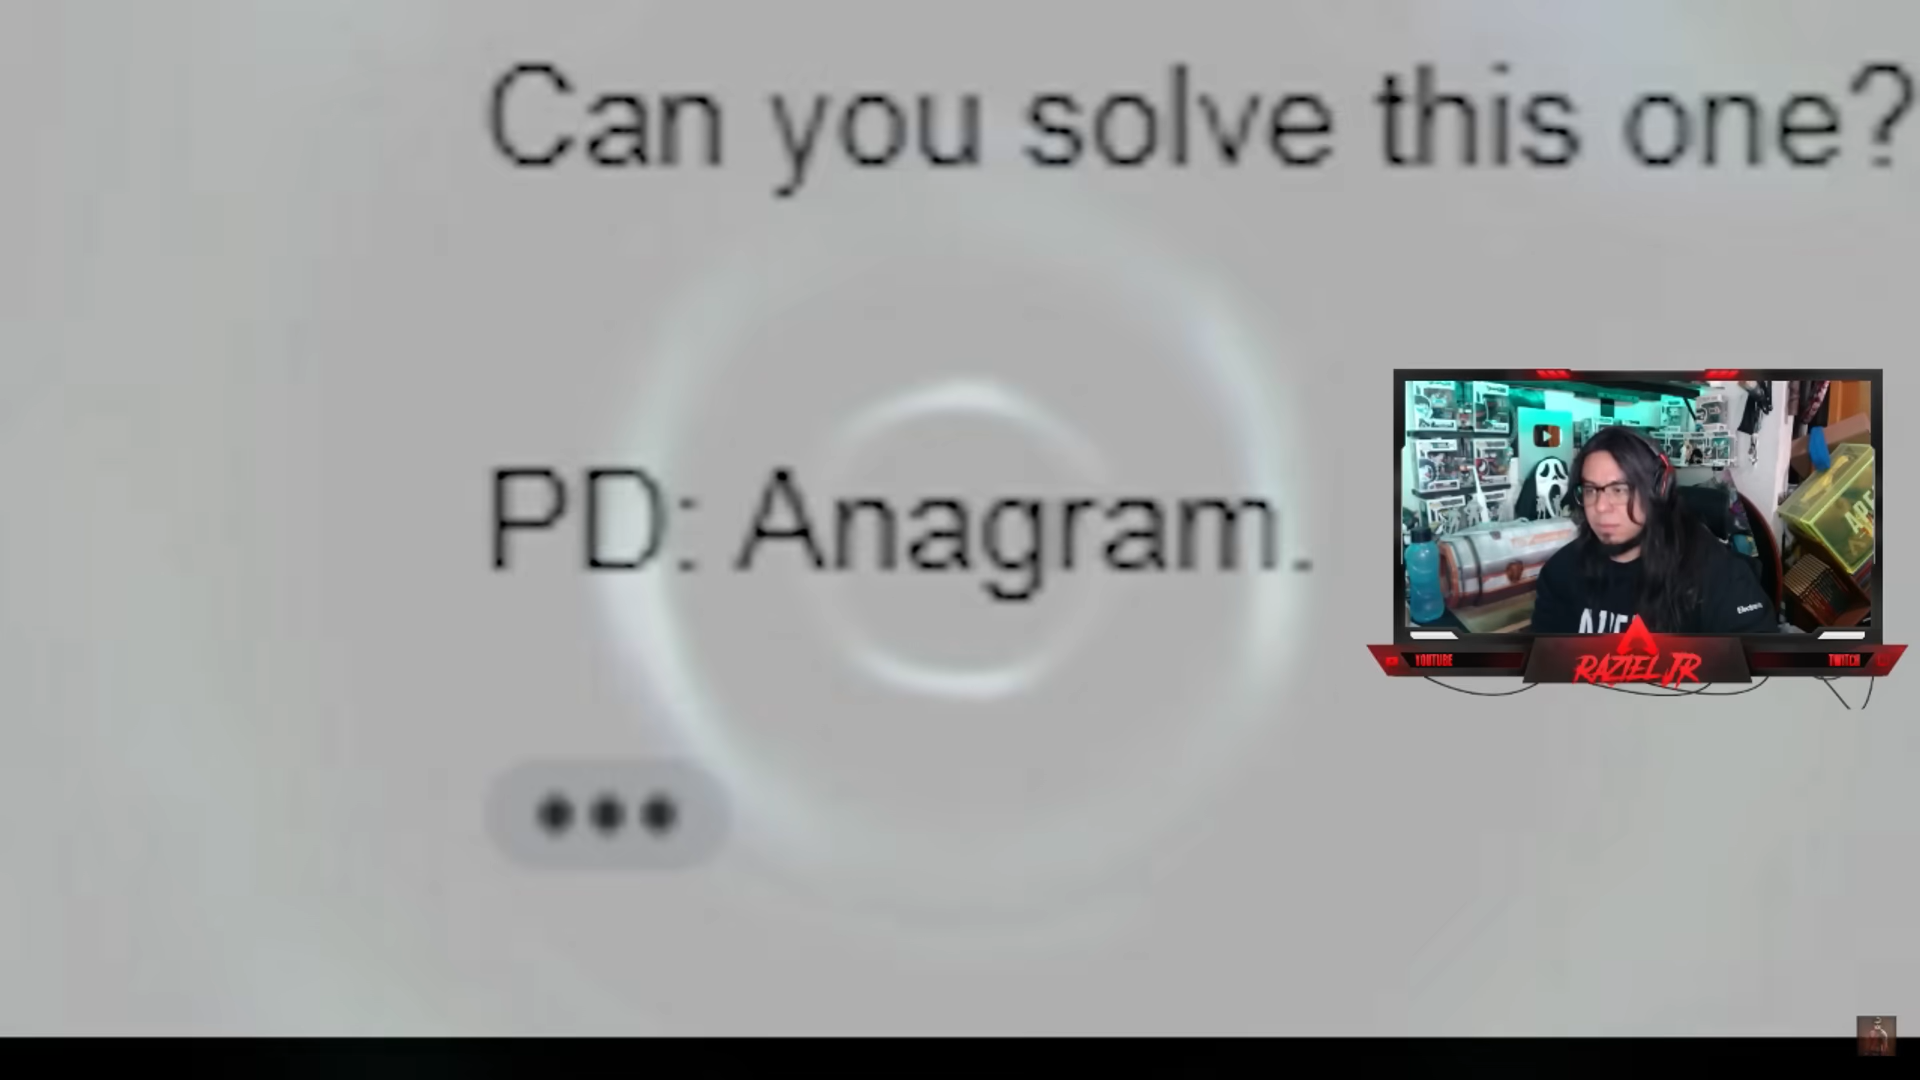 Can you solve this one?
PD: Anagram.
YOUTUBE
RAZIEL JR
TWITCH